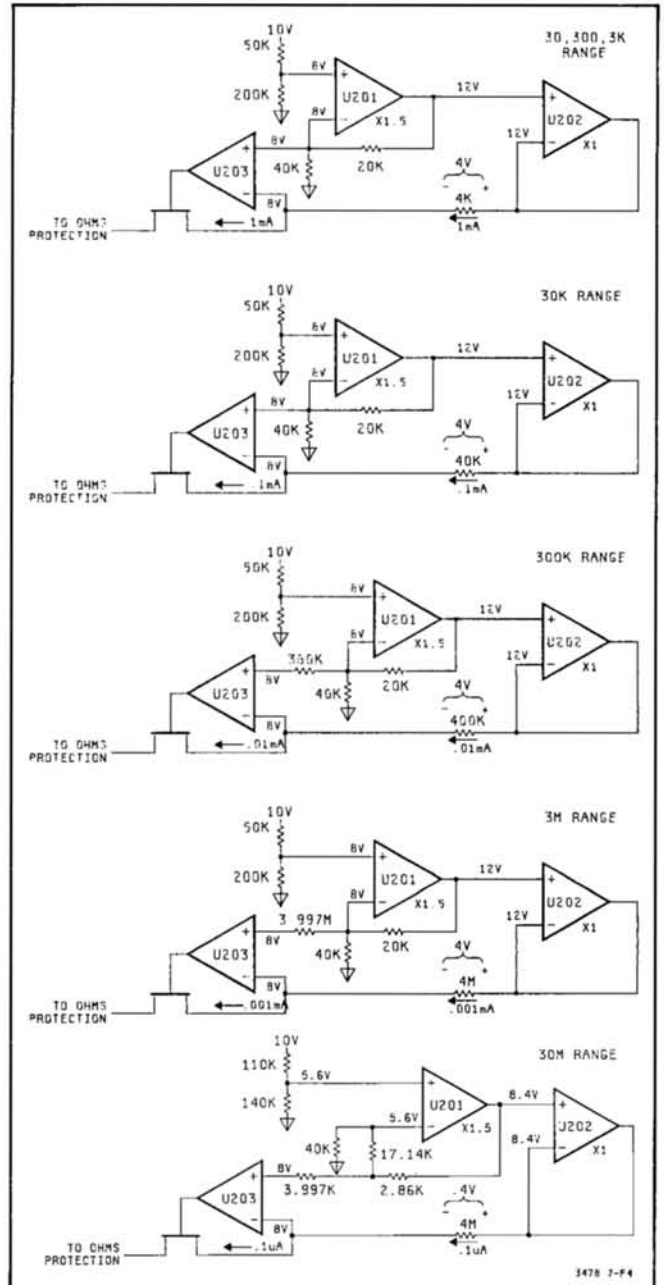 10V
30,300,3K
RANGE
50K
8V
U201
X1.5
12V
200K
8V
8V
U203
40K
20K
12V
U202
X1
4V
4K
8V
1mA
1mA
TO OHMS
PROTECTION
10V
30K RANGE
50K
8V
U201
X1.5
12V
200K
8V
8V
U203
40K
20K
12V
U202
X1
4V
40K
8V
.1mA
.1mA
TO OHMS
PROTECTION
10V
300K RANGE
50K
8V
U201
X1.5
12V
200K
8V
380K
8V
U203
40K
20K
12V
U202
X1
4V
400K
8V
.01mA
.01mA
TO OHMS
PROTECTION
10V
3M RANGE
50K
8V
U201
X1.5
12V
200K
8V
3.997M
8V
U203
40K
20K
12V
U202
X1
4V
4M
8V
.001mA
.001mA
TO OHMS
PROTECTION
10V
30M RANGE
110K
5.6V
U201
X1.5
8.4V
140K
5.6V
40K
17.14K
8.4V
U202
X1
8V
3.997K
2.86K
U203
.4V
4M
8V
.1uA
.1uA
TO OHMS
PROTECTION
3478 7-F4